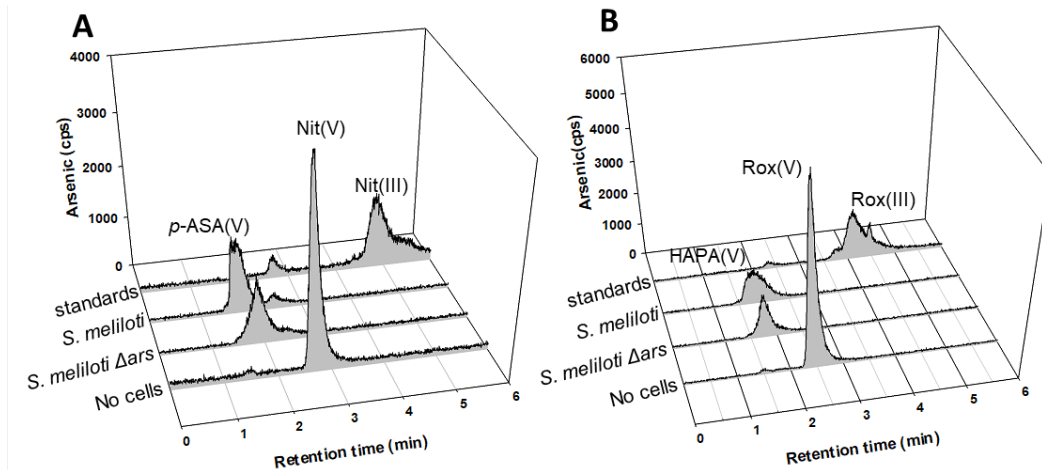 A
4000
3000
2000
1000
0
Arsenic (cps)
Nit(V)
Nit(III)
p-ASA(V)
standards
S. meliloti
S. meliloti Δars
No cells
0
1
2
3
4
5
6
Retention time (min)
B
6000
5000
4000
3000
2000
1000
0
Arsenic(cps)
Rox(V)
Rox(III)
HAPA(V)
standards
S. meliloti
S. meliloti Δars
No cells
0
1
2
3
4
5
6
Retention time (min)